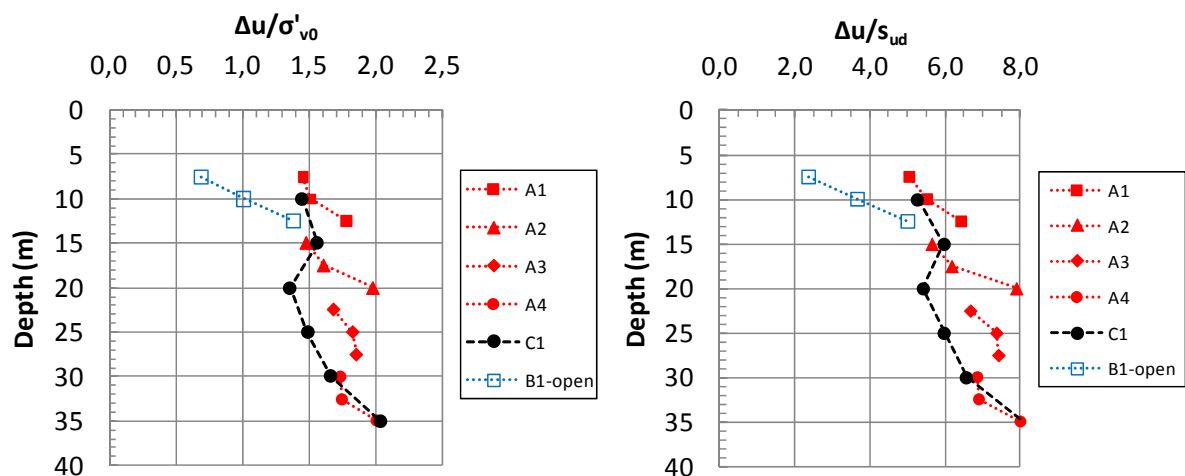 Δu/σ'v0
0,0 0,5 1,0 1,5 2,0 2,5
0
5
10
15
20
25
30
35
40
Depth (m)
A1
A2
A3
A4
C1
B1-open
Δu/sud
0,0 2,0 4,0 6,0 8,0
0
5
10
15
20
25
30
35
40
Depth (m)
A1
A2
A3
A4
C1
B1-open